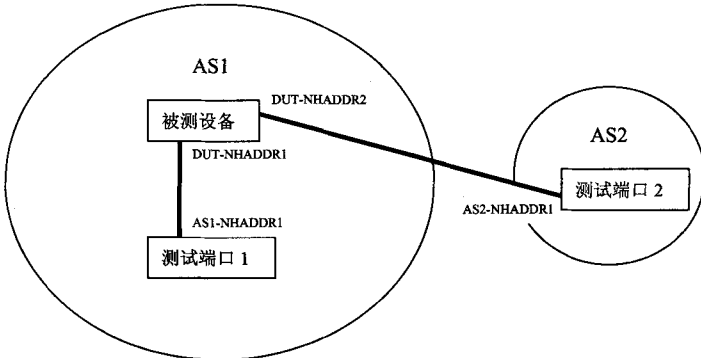 AS1
DUT-NHADDR2
被测设备
AS2
DUT-NHADDR1
测试端口 2
AS2-NHADDR1
AS1-NHADDR1
测试端口 1